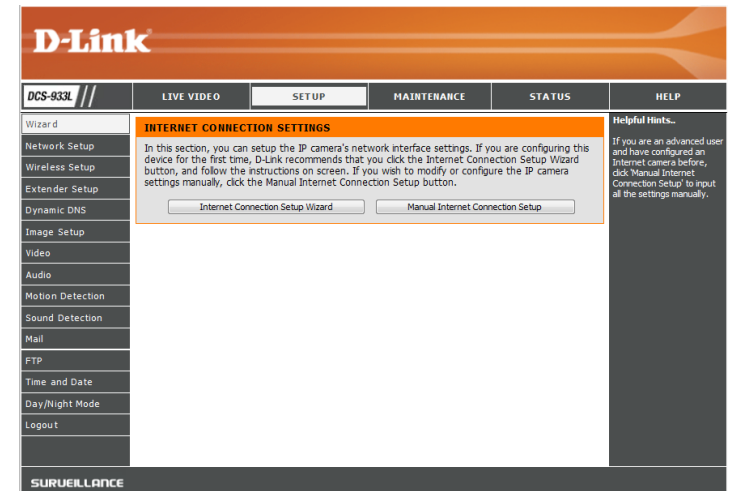 D-Link
DCS-933L
LIVE VIDEO
SETUP
MAINTENANCE
STATUS
HELP
Wizard
Network Setup
Wireless Setup
Extender Setup
Dynamic DNS
Image Setup
Video
Audio
Motion Detection
Sound Detection
Mail
FTP
Time and Date
Day/Night Mode
Logout
INTERNET CONNECTION SETTINGS
In this section, you can setup the IP camera's network interface settings. If you are configuring this
device for the first time, D-Link recommends that you click the Internet Connection Setup Wizard
button, and follow the instructions on screen. If you wish to modify or configure the IP camera
settings manually, click the Manual Internet Connection Setup button.
Internet Connection Setup Wizard
Manual Internet Connection Setup
Helpful Hints..
If you are an advanced user
and have configured an
Internet camera before,
click 'Manual Internet
Connection Setup' to input
all the settings manually.
SURVEILLANCE